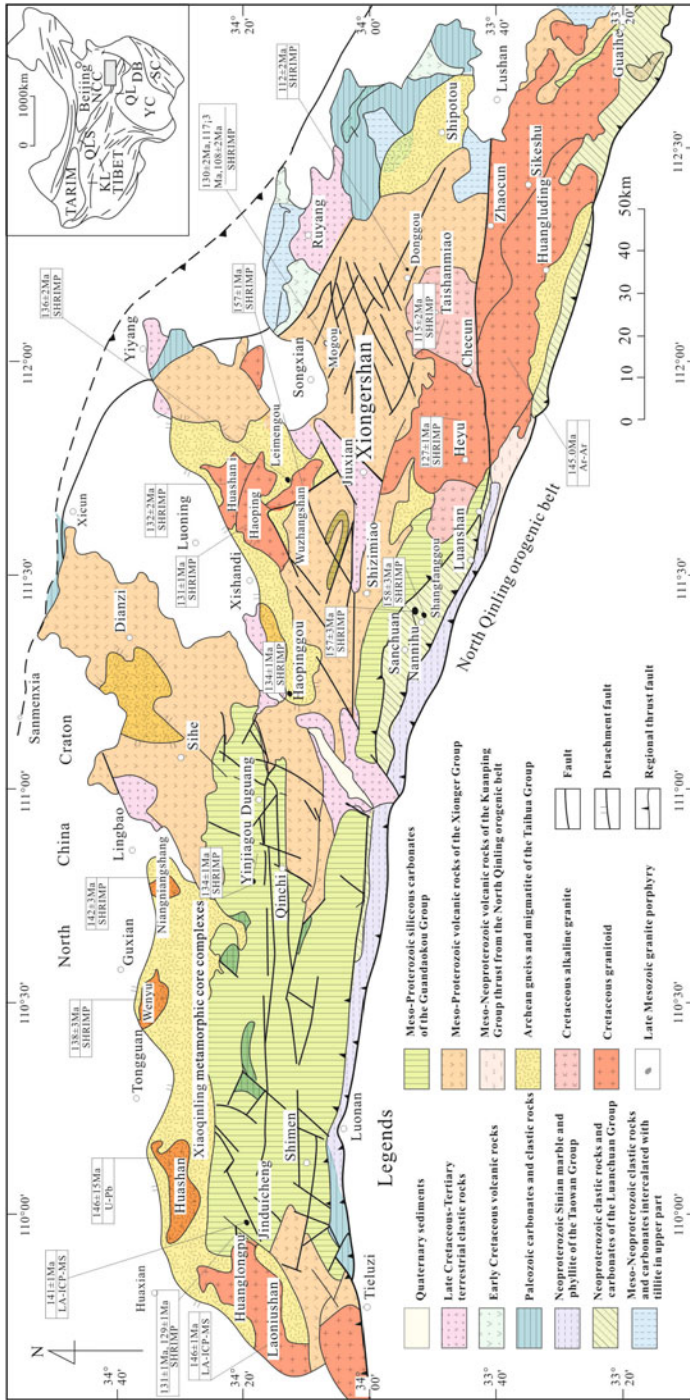 N
110°00′
110°30′
111°00′
111°30′
112°00′
112°30′
34°
40′
34°
20′
34°
00′
33°
40′
33°
20′
34°
40′
34°
20′
34°
00′
33°
40′
0 1000km
TARIM
QLS
KL
TIBET
Beijing
NCC
QL
DB
YC
SC
North China Craton
North Qinling orogenic belt
Xiaoqinling metamorphic core complexes
Xiongershan
Huaxian
Tongguan
Guxian
Lingbao
Sanmenxia
Xicun
Yiyang
Huashan
Wenyu
Niangniangshang
Dianzi
Sihe
Luoning
Xishandi
Huanglongpu
Laoniushan
Jinduicheng
Shimen
Luonan
Tieluzi
Yinjiagou
Duguang
Qinchi
Haopinggou
Huashani
Haoping
Wuzhangshan
Leimengou
Songxian
Mogou
Jiuxian
Shizimiao
Sanchuan
Nannihu
Shangfanggou
Luanshan
Heyu
Checun
Taishanmiao
Donggou
Ruyang
Shipotou
Lushan
Zhaocun
Sikeshu
Huangluding
Guaihe
131±1Ma, 129±1Ma
SHRIMP
141±1Ma
LA-ICP-MS
146±1Ma
LA-ICP-MS
146±15Ma
U-Pb
138±3Ma
SHRIMP
142±3Ma
SHRIMP
134±1Ma
SHRIMP
134±1Ma
SHRIMP
131±1Ma
SHRIMP
132±2Ma
SHRIMP
136±2Ma
SHRIMP
157±1Ma
SHRIMP
130±2Ma, 117¡3
Ma, 108±2Ma
SHRIMP
112±2Ma
SHRIMP
115±2Ma
SHRIMP
127±1Ma
SHRIMP
157±3Ma
SHRIMP
158±3Ma
SHRIMP
145.0Ma
Ar-Ar
0 10 20 30 40 50km
Legends
Quaternary sediments
Late Cretaceous-Tertiary
terrestrial clastic rocks
Early Cretaceous volcanic rocks
Paleozoic carbonates and clastic rocks
Neoproterozoic Sinian marble and
phyllite of the Taowan Group
Neoproterozoic clastic rocks and
carbonates of the Luanchuan Group
Meso-Neoproterozoic clastic rocks
and carbonates intercalated with
tillite in upper part
Meso-Proterozoic siliceous carbonates
of the Guandaokou Group
Meso-Proterozoic volcanic rocks of the Xionger Group
Meso-Neoproterozoic volcanic rocks of the Kuanping
Group thrust from the North Qinling orogenic belt
Archean gneiss and migmatite of the Taihua Group
Cretaceous alkaline granite
Cretaceous granitoid
Late Mesozoic granite porphyry
Fault
Detachment fault
Regional thrust fault